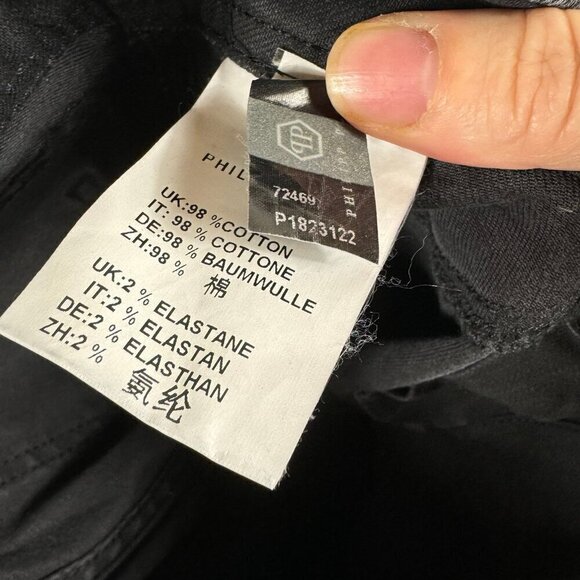 PHIL
UK:98 %COTTON
IT: 98 % COTTONE
DE:98 % BAUMWULLE
ZH:98 % 棉
UK:2 % ELASTANE
IT:2 % ELASTAN
DE:2 % ELASTHAN
ZH:2 %
氨纶
72469
P1823122
PHILIPP P